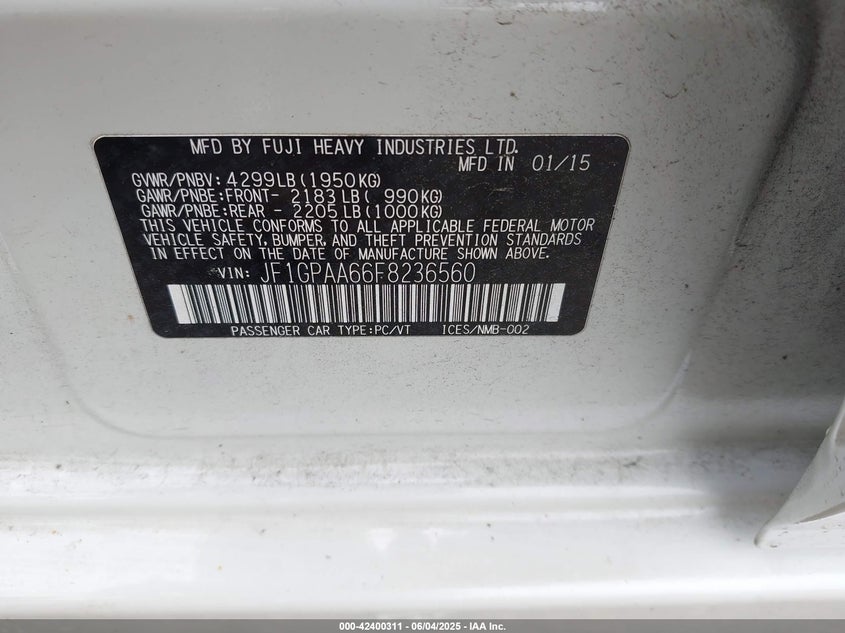 MFD BY FUJI HEAVY INDUSTRIES LTD.
MFD IN 01/15
GVWR/PNBV: 4299LB(1950KG)
GAWR/PNBE:FRONT- 2183LB( 990KG)
GAWR/PNBE:REAR - 2205LB(1000KG)
THIS VEHICLE CONFORMS TO ALL APPLICABLE FEDERAL MOTOR
VEHICLE SAFETY, BUMPER, AND THEFT PREVENTION STANDARDS
IN EFFECT ON THE DATE OF MANUFACTURE SHOWN ABOVE.
VIN: JF1GPAA66F8236560
PASSENGER CAR TYPE:PC/VT ICES/NMB-002
000-42400311 | 06/04/2025 - IAA Inc.